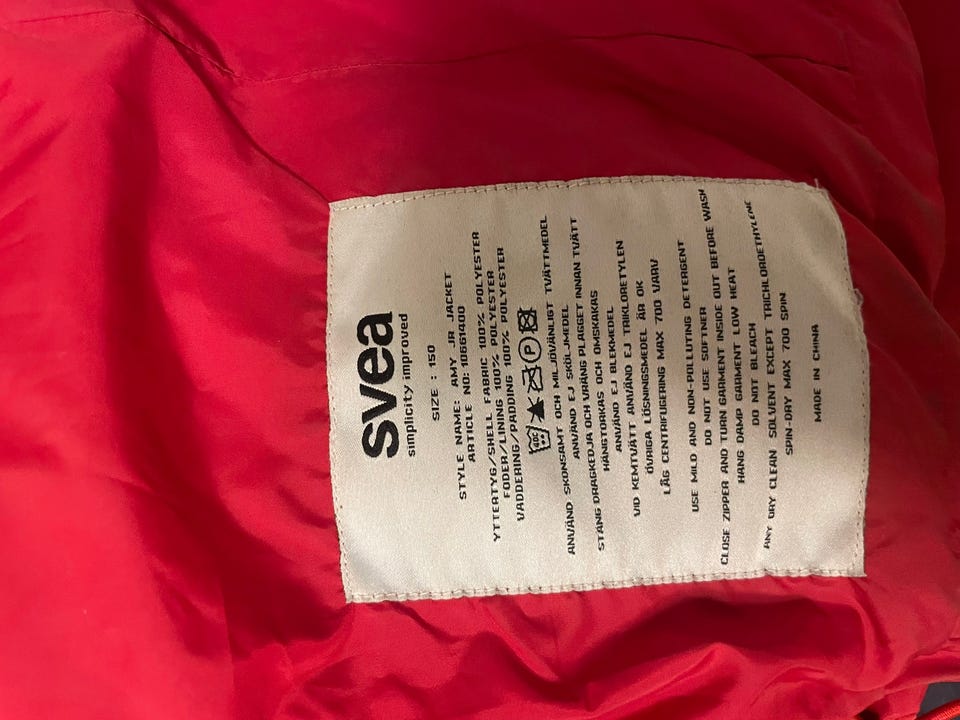 svea
simplicity improved
SIZE : 150
STYLE NAME: AMY JR JACKET
ARTICLE NO: 10661400
YTTERTYG/SHELL FABRIC 100% POLYESTER
FODER/LINING 100% POLYESTER
VADDERING/PADDING 100% POLYESTER
40C P
ANVÄND SKONSAMT OCH MILJÖVÄNLIGT TVÄTTMEDEL
ANVÄND EJ SKÖLJMEDEL
STÄNG DRAGKEDJA OCH VRÄNG PLAGGET INNAN TVÄTT
HÄNGTORKAS OCH OMSKAKAS
ANVÄND EJ BLEKMEDEL
VID KEMTVÄTT ANVÄND EJ TRIKLORETYLEN
ÖVRIGA LÖSNINGSMEDEL ÄR OK
LÅG CENTRIFUGERING MAX 700 VARV
USE MILD AND NON-POLLUTING DETERGENT
DO NOT USE SOFTNER
CLOSE ZIPPER AND TURN GARMENT INSIDE OUT BEFORE WASH
HANG DAMP GARMENT LOW HEAT
DO NOT BLEACH
ANY DRY CLEAN SOLVENT EXCEPT TRICHLOROETHYLENE
SPIN-DRY MAX 700 SPIN
MADE IN CHINA